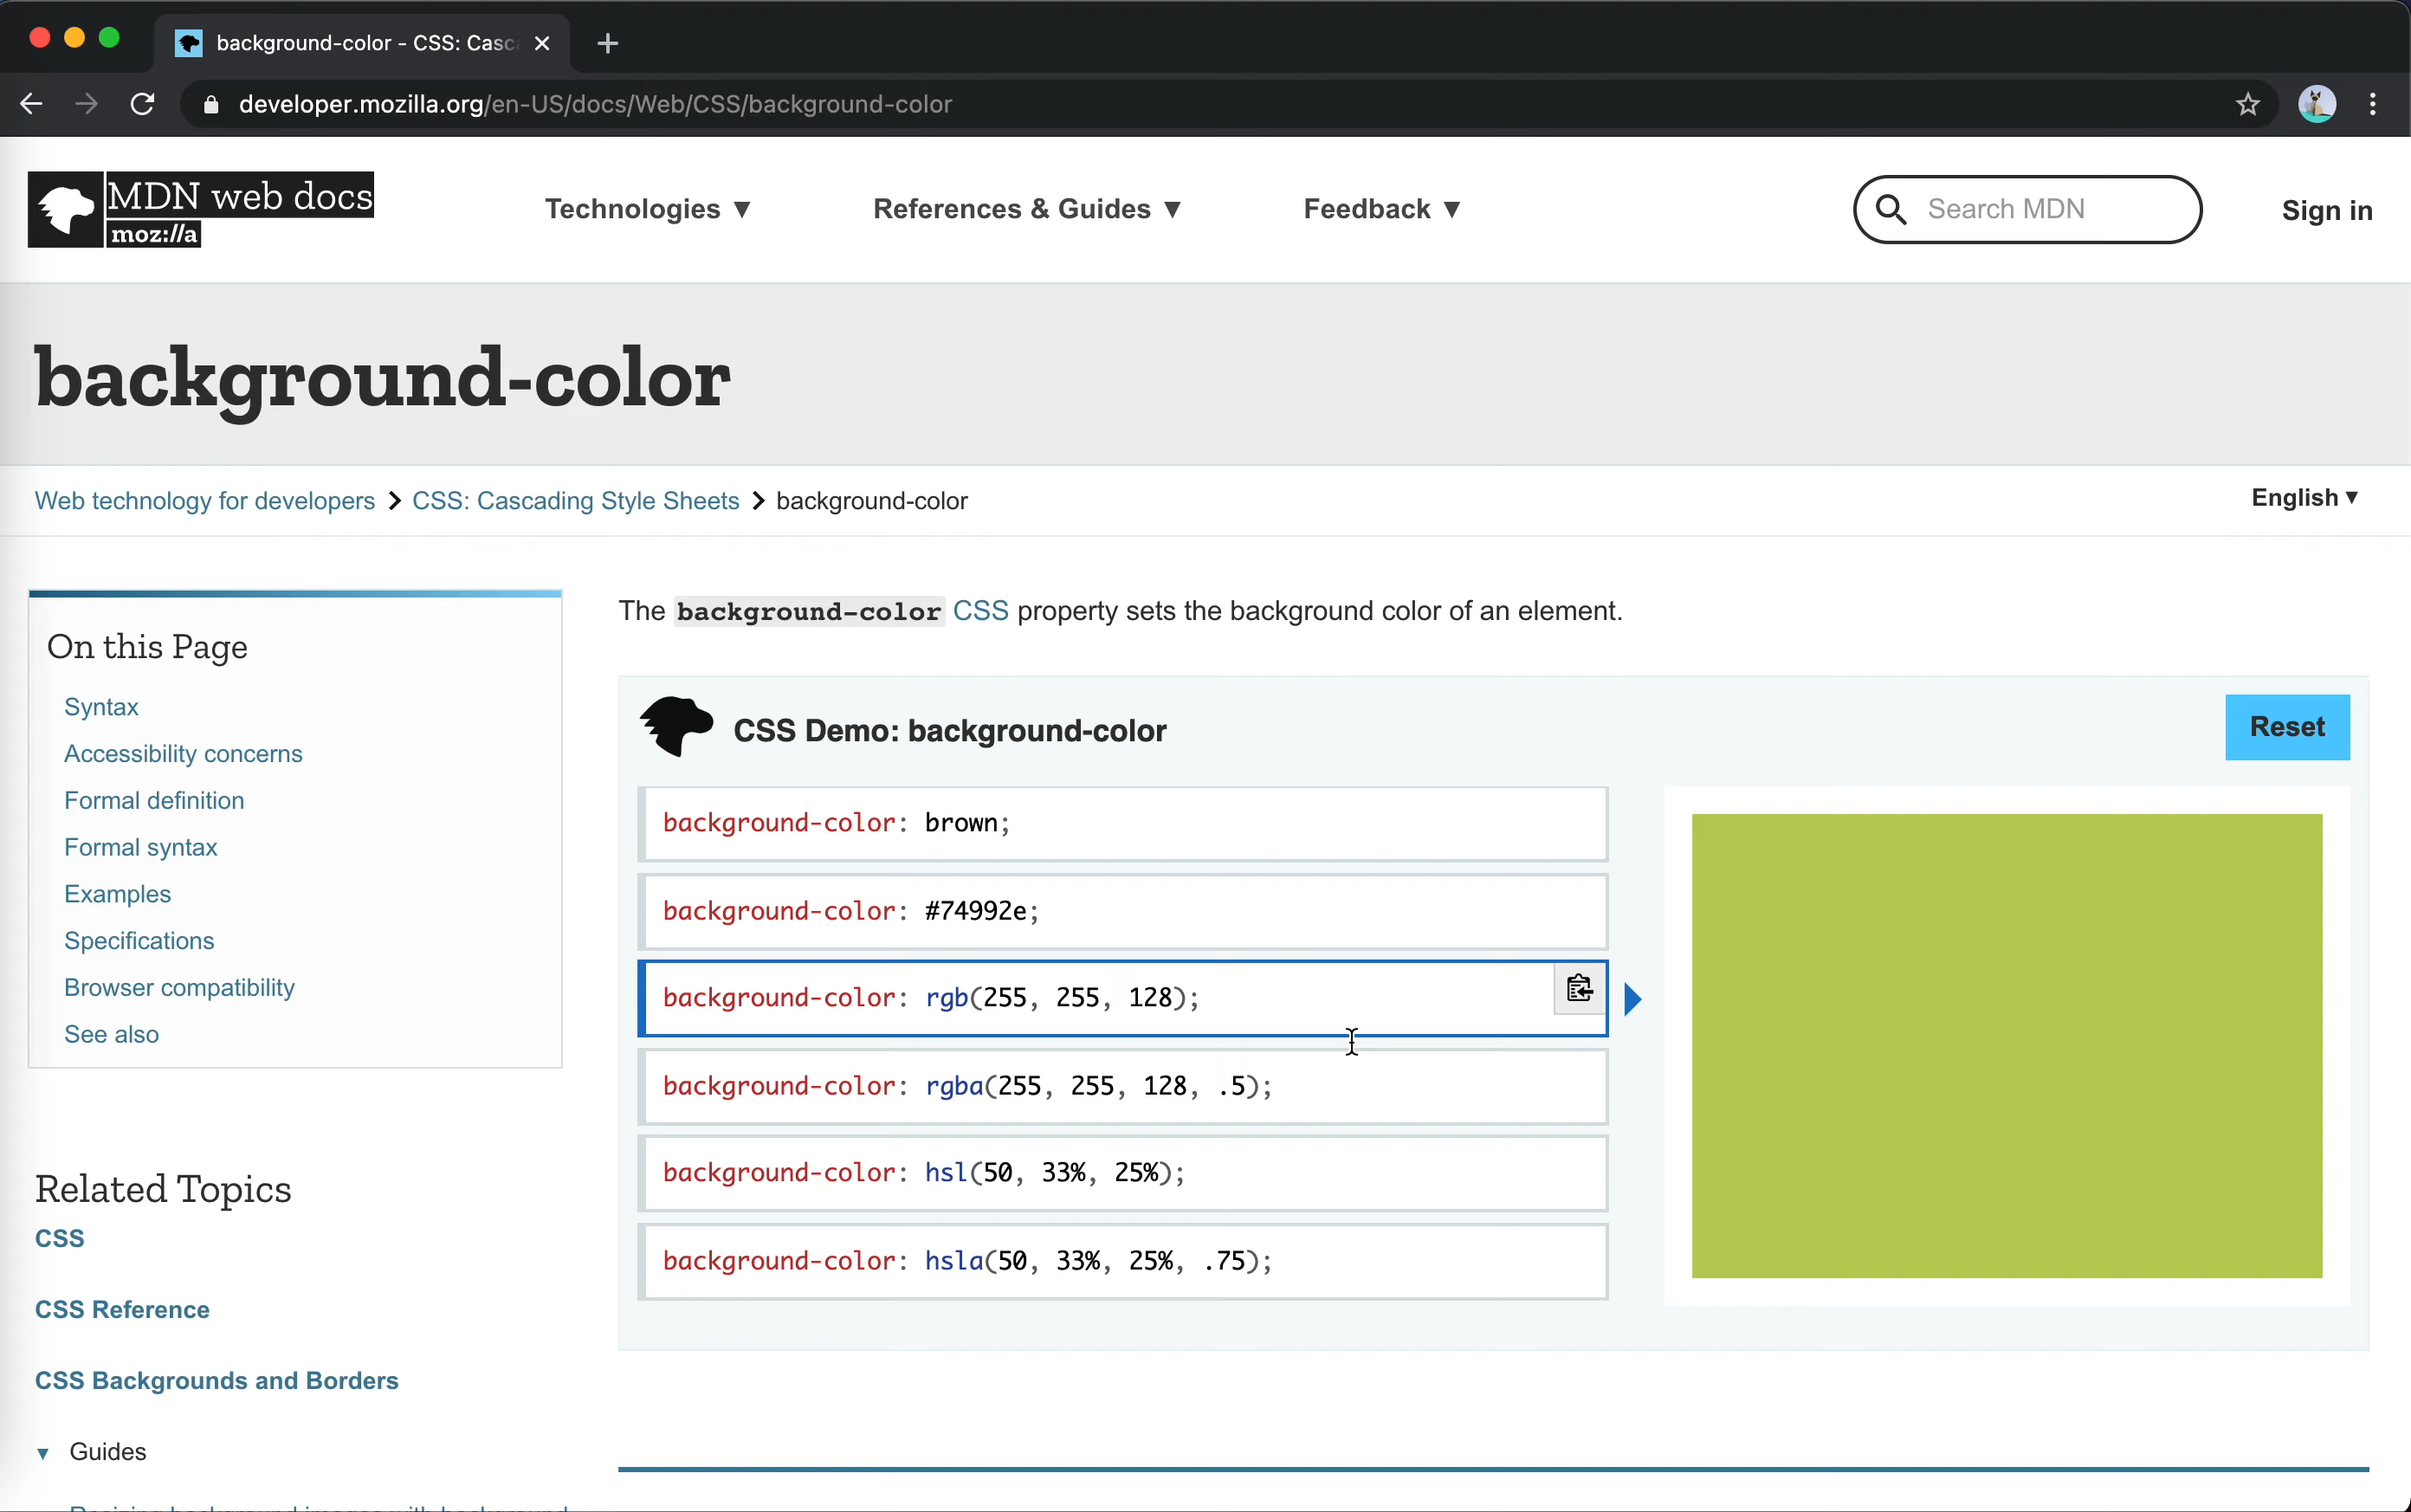 background-color - CSS: Casc
developer.mozilla.org/en-US/docs/Web/CSS/background-color
MDN web docs
moz://a
Technologies ▼
References & Guides ▼
Feedback ▼
Search MDN
Sign in
background-color
Web technology for developers > CSS: Cascading Style Sheets > background-color
English ▼
On this Page
Syntax
Accessibility concerns
Formal definition
Formal syntax
Examples
Specifications
Browser compatibility
See also
Related Topics
CSS
CSS Reference
CSS Backgrounds and Borders
▼ Guides
The background-color CSS property sets the background color of an element.
CSS Demo: background-color
Reset
background-color: brown;
background-color: #74992e;
background-color: rgb(255, 255, 128);
background-color: rgba(255, 255, 128, .5);
background-color: hsl(50, 33%, 25%);
background-color: hsla(50, 33%, 25%, .75);